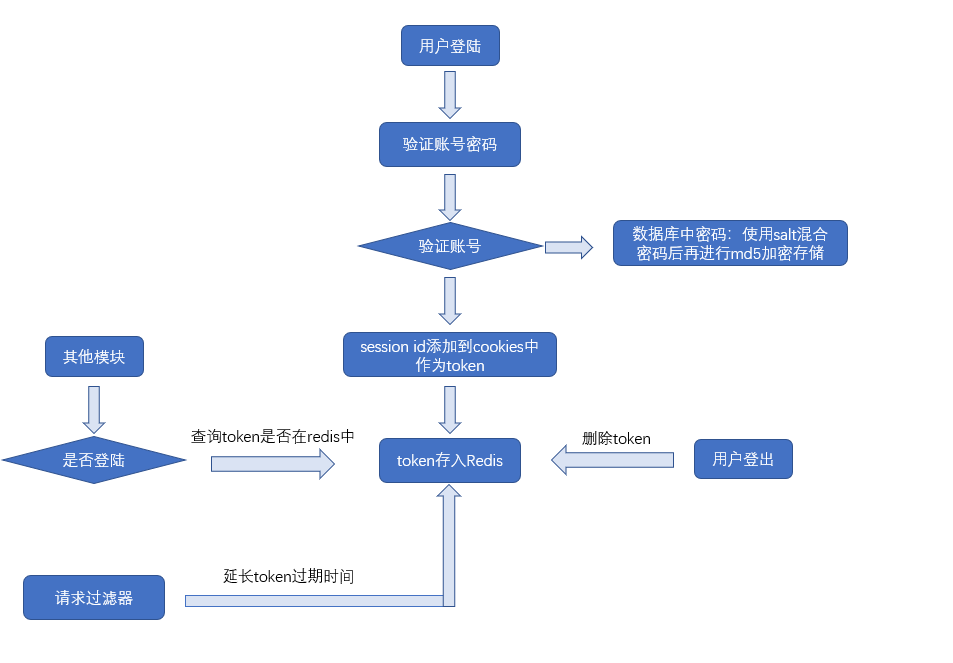 用户登陆
验证账号密码
验证账号
数据库中密码：使用salt混合
密码后再进行md5加密存储
session id添加到cookies中
作为token
其他模块
是否登陆
查询token是否在redis中
token存入Redis
删除token
用户登出
延长token过期时间
请求过滤器